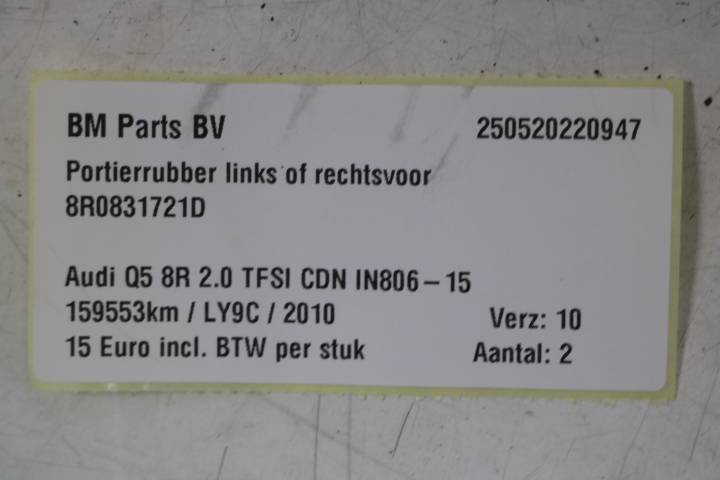 BM Parts BV 250520220947
Portierrubber links of rechtsvoor
8R0831721D
Audi Q5 8R 2.0 TFSI CDN IN806-15
159553km / LY9C / 2010 Verz: 10
15 Euro incl. BTW per stuk Aantal: 2